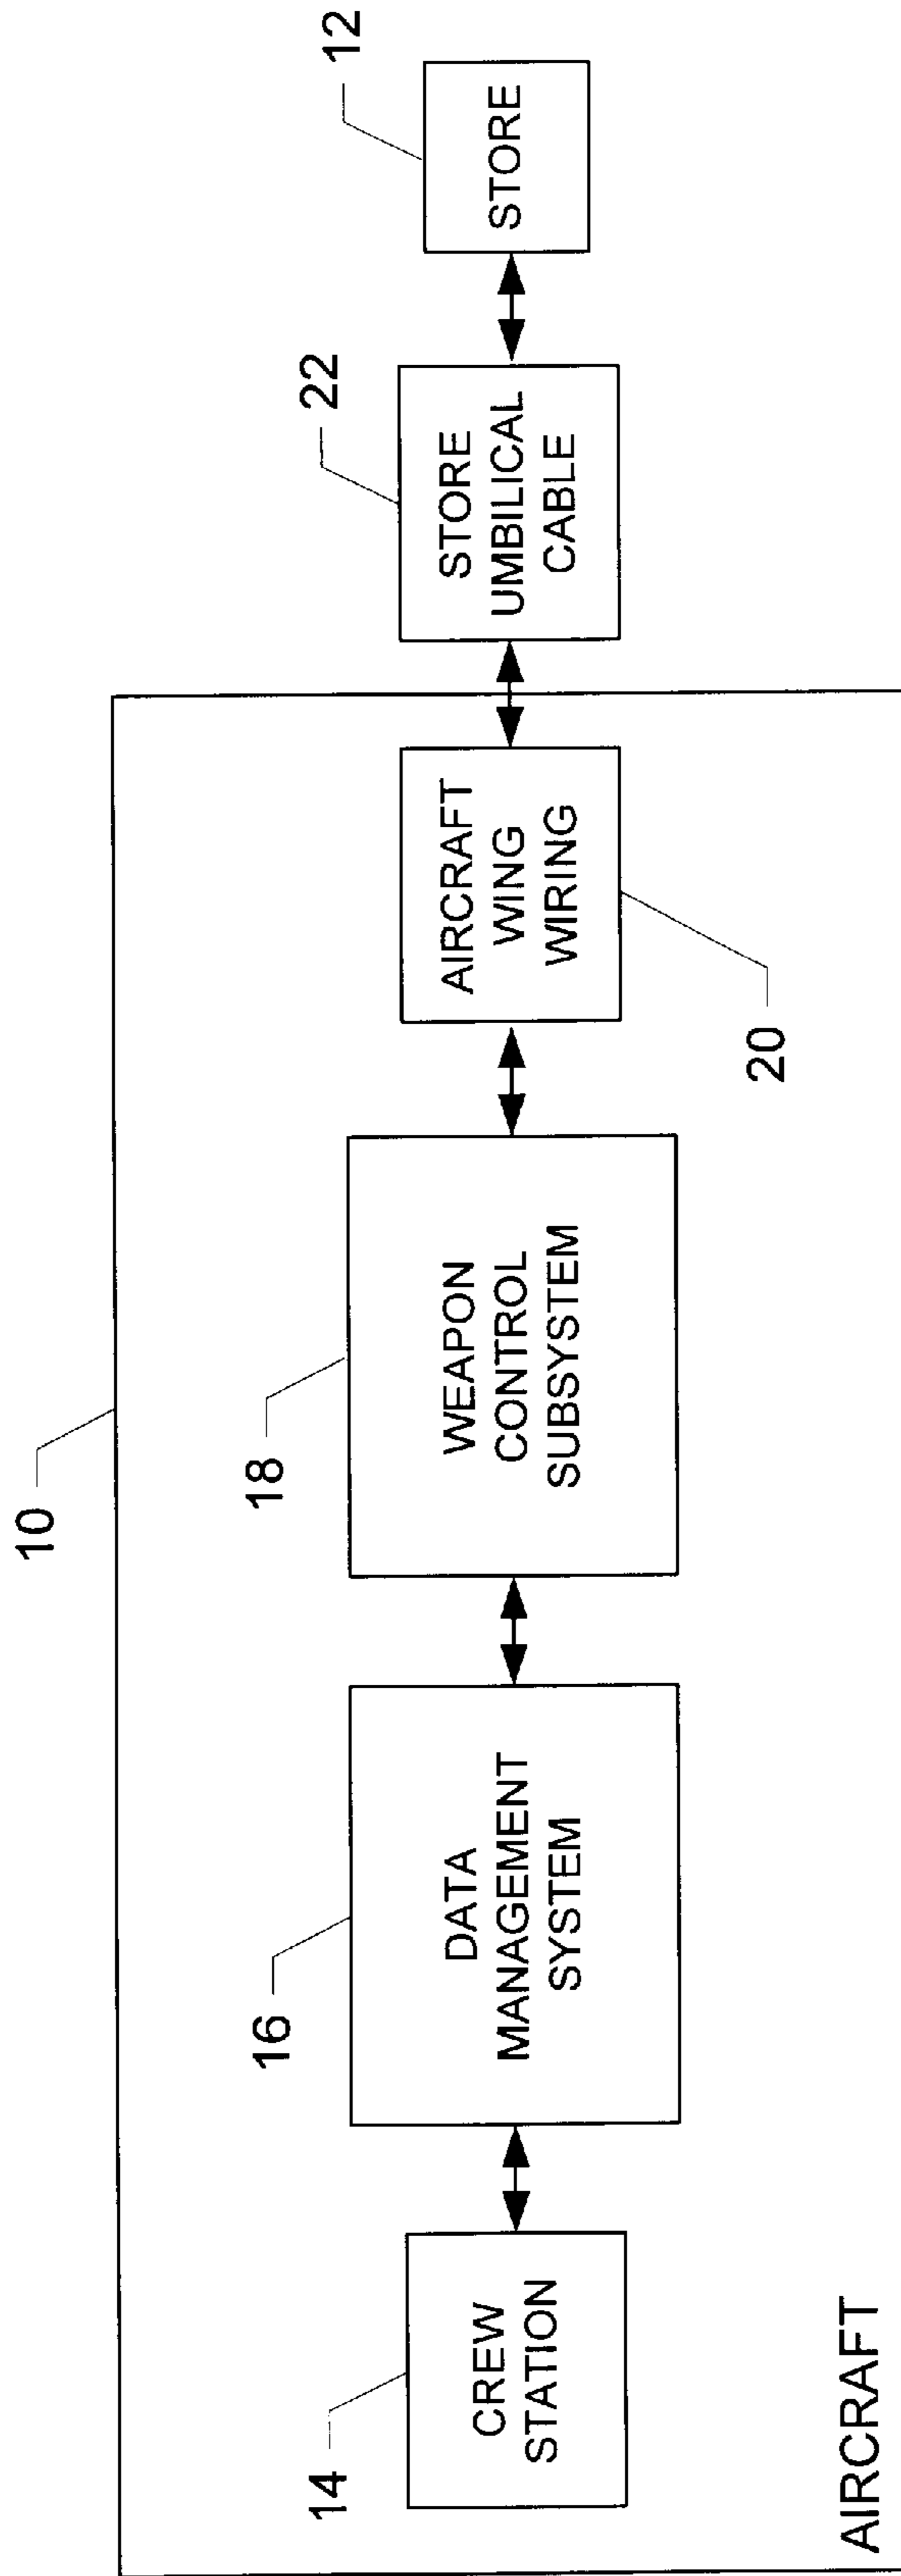 10
12
14
CREW
STATION
16
DATA
MANAGEMENT
SYSTEM
18
WEAPON
CONTROL
SUBSYSTEM
AIRCRAFT
WING
WIRING
20
22
STORE
UMBILICAL
CABLE
STORE
AIRCRAFT